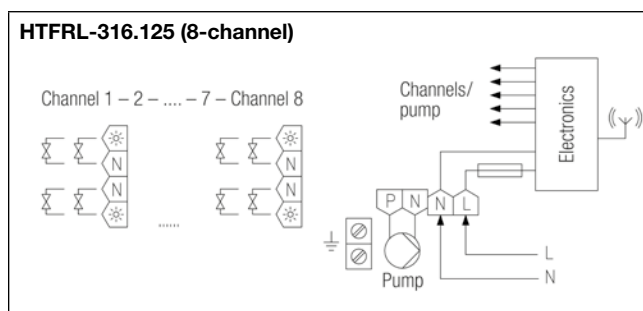 HTFRL-316.125 (8-channel)
Channel 1 – 2 – .... – 7 – Channel 8
N
N
N
N
......
Channels/
pump
Electronics
P N N L
Pump
L
N